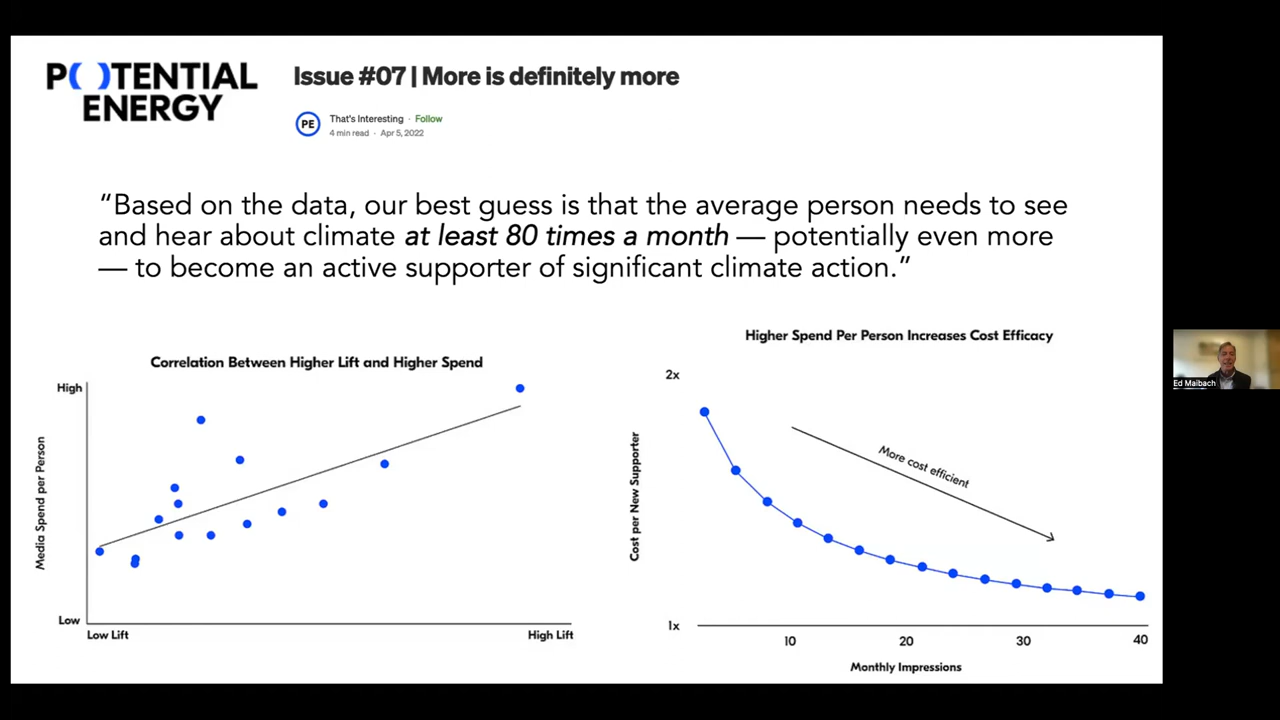 P( )TENTIAL
ENERGY
Issue #07 | More is definitely more
PE
That's Interesting · Follow
4 min read · Apr 5, 2022
“Based on the data, our best guess is that the average person needs to see
and hear about climate at least 80 times a month — potentially even more
— to become an active supporter of significant climate action.”
Correlation Between Higher Lift and Higher Spend
High
Media Spend per Person
Low
Low Lift
High Lift
Higher Spend Per Person Increases Cost Efficacy
2x
Cost per New Supporter
More cost efficient
1x
10
20
30
40
Monthly Impressions
Ed Maibach